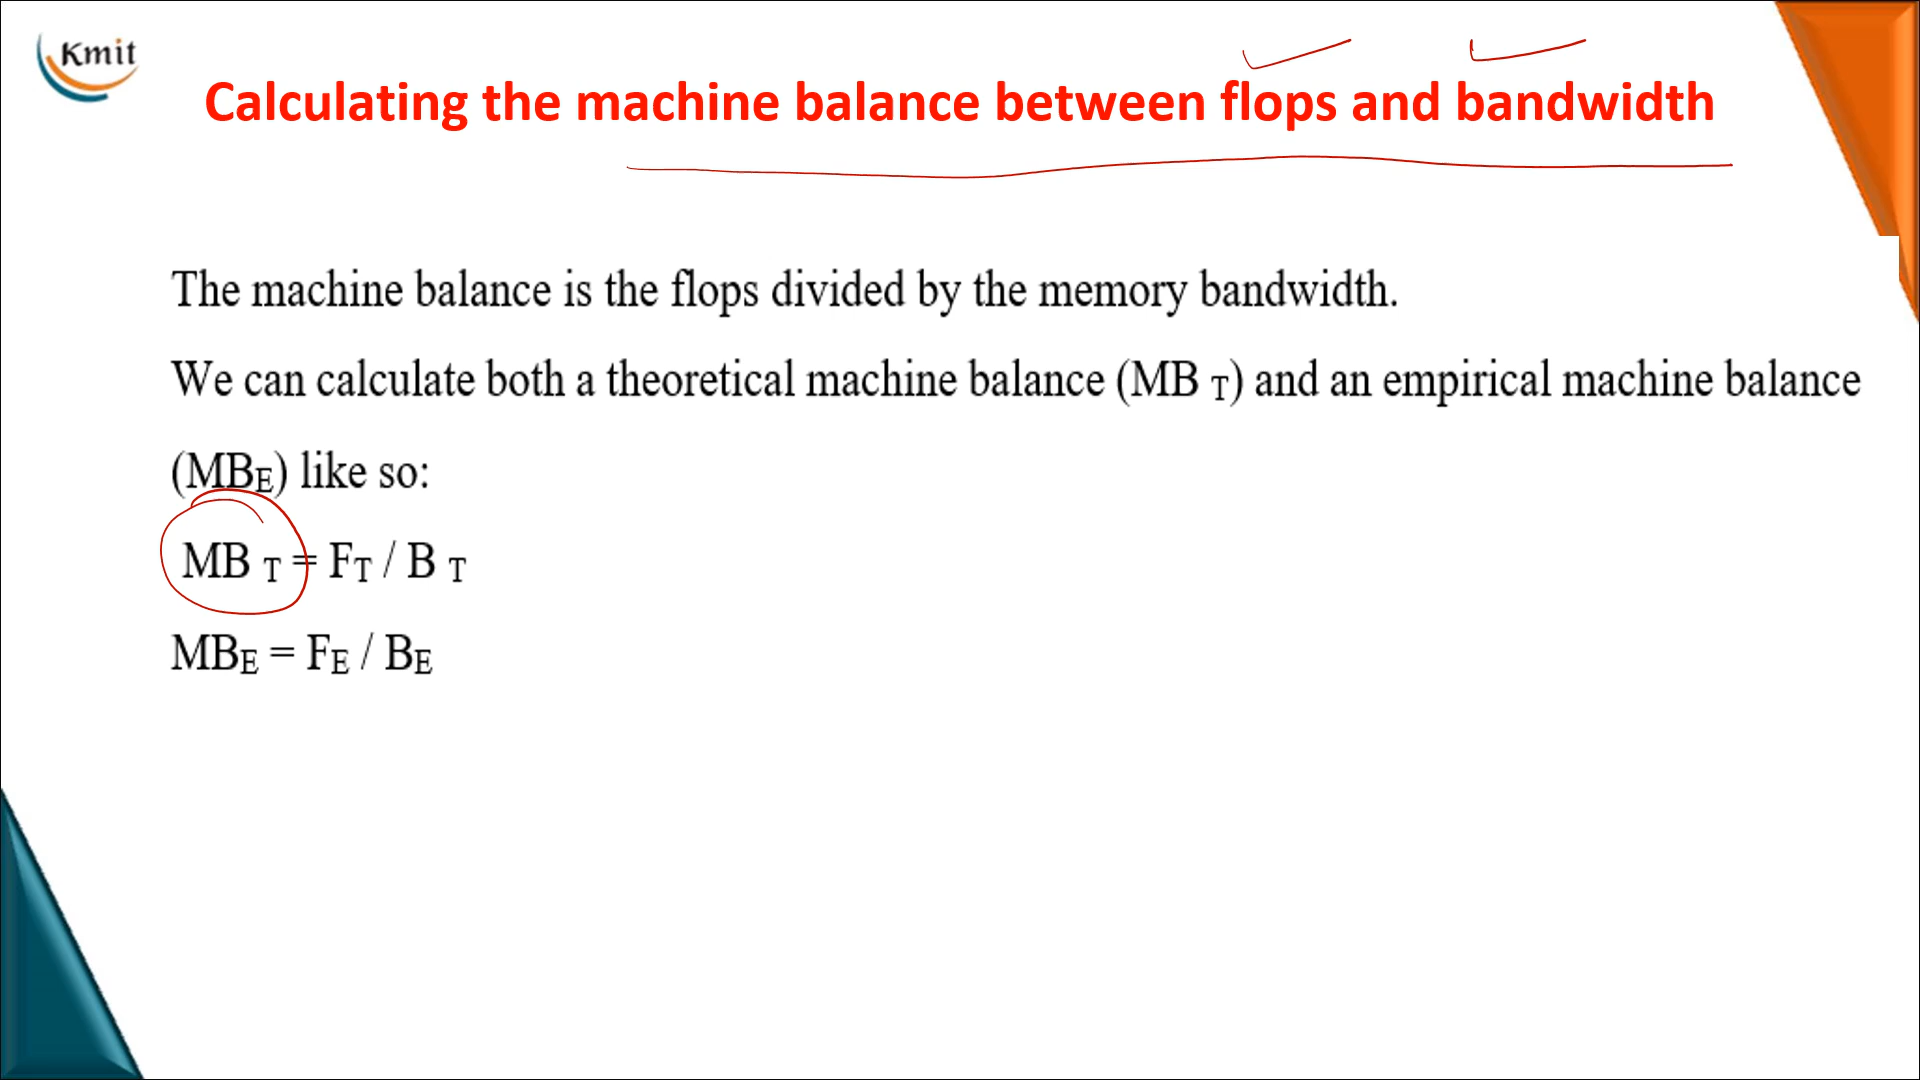 Kmit
Calculating the machine balance between flops and bandwidth
The machine balance is the flops divided by the memory bandwidth.
We can calculate both a theoretical machine balance (MB T) and an empirical machine balance
(MBE) like so:
MB T = FT / B T
MBE = FE / BE